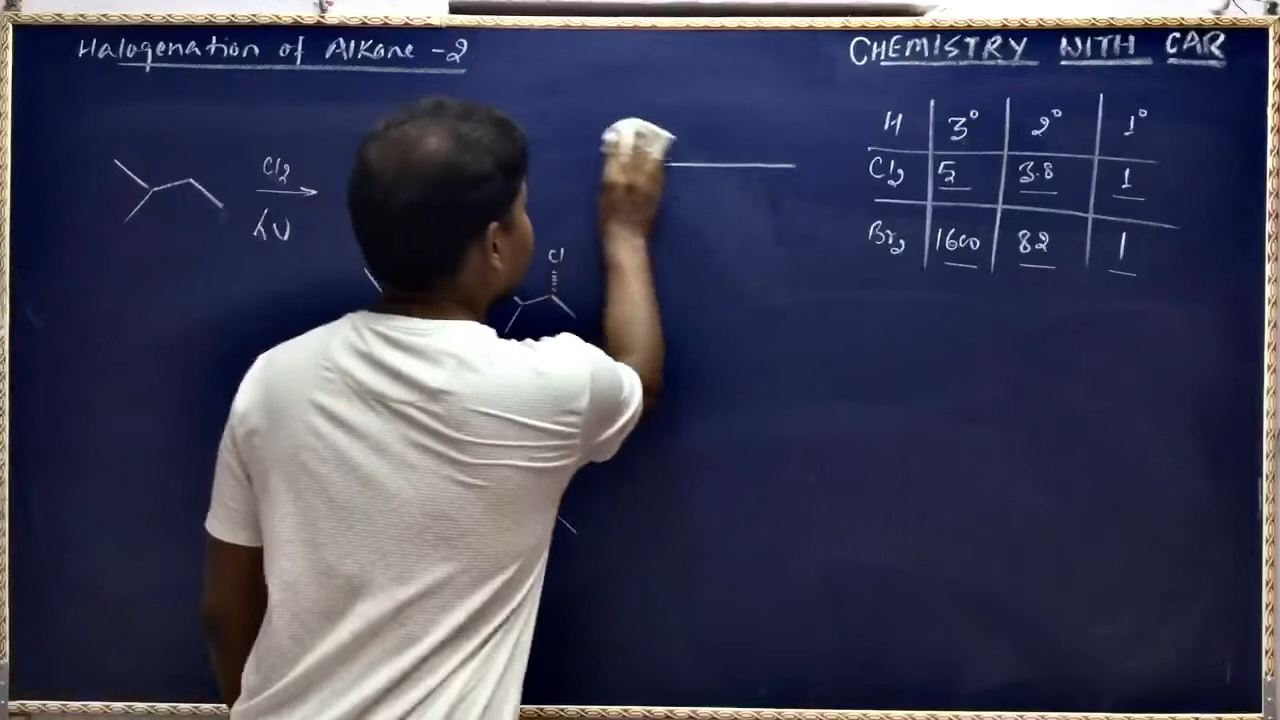 Halogenation of Alkane - 2
CHEMISTRY WITH CAR
H 3° 2° 1°
Cl2 5 3.8 1
Br2 1600 82 1
Cl2
hν
Cl